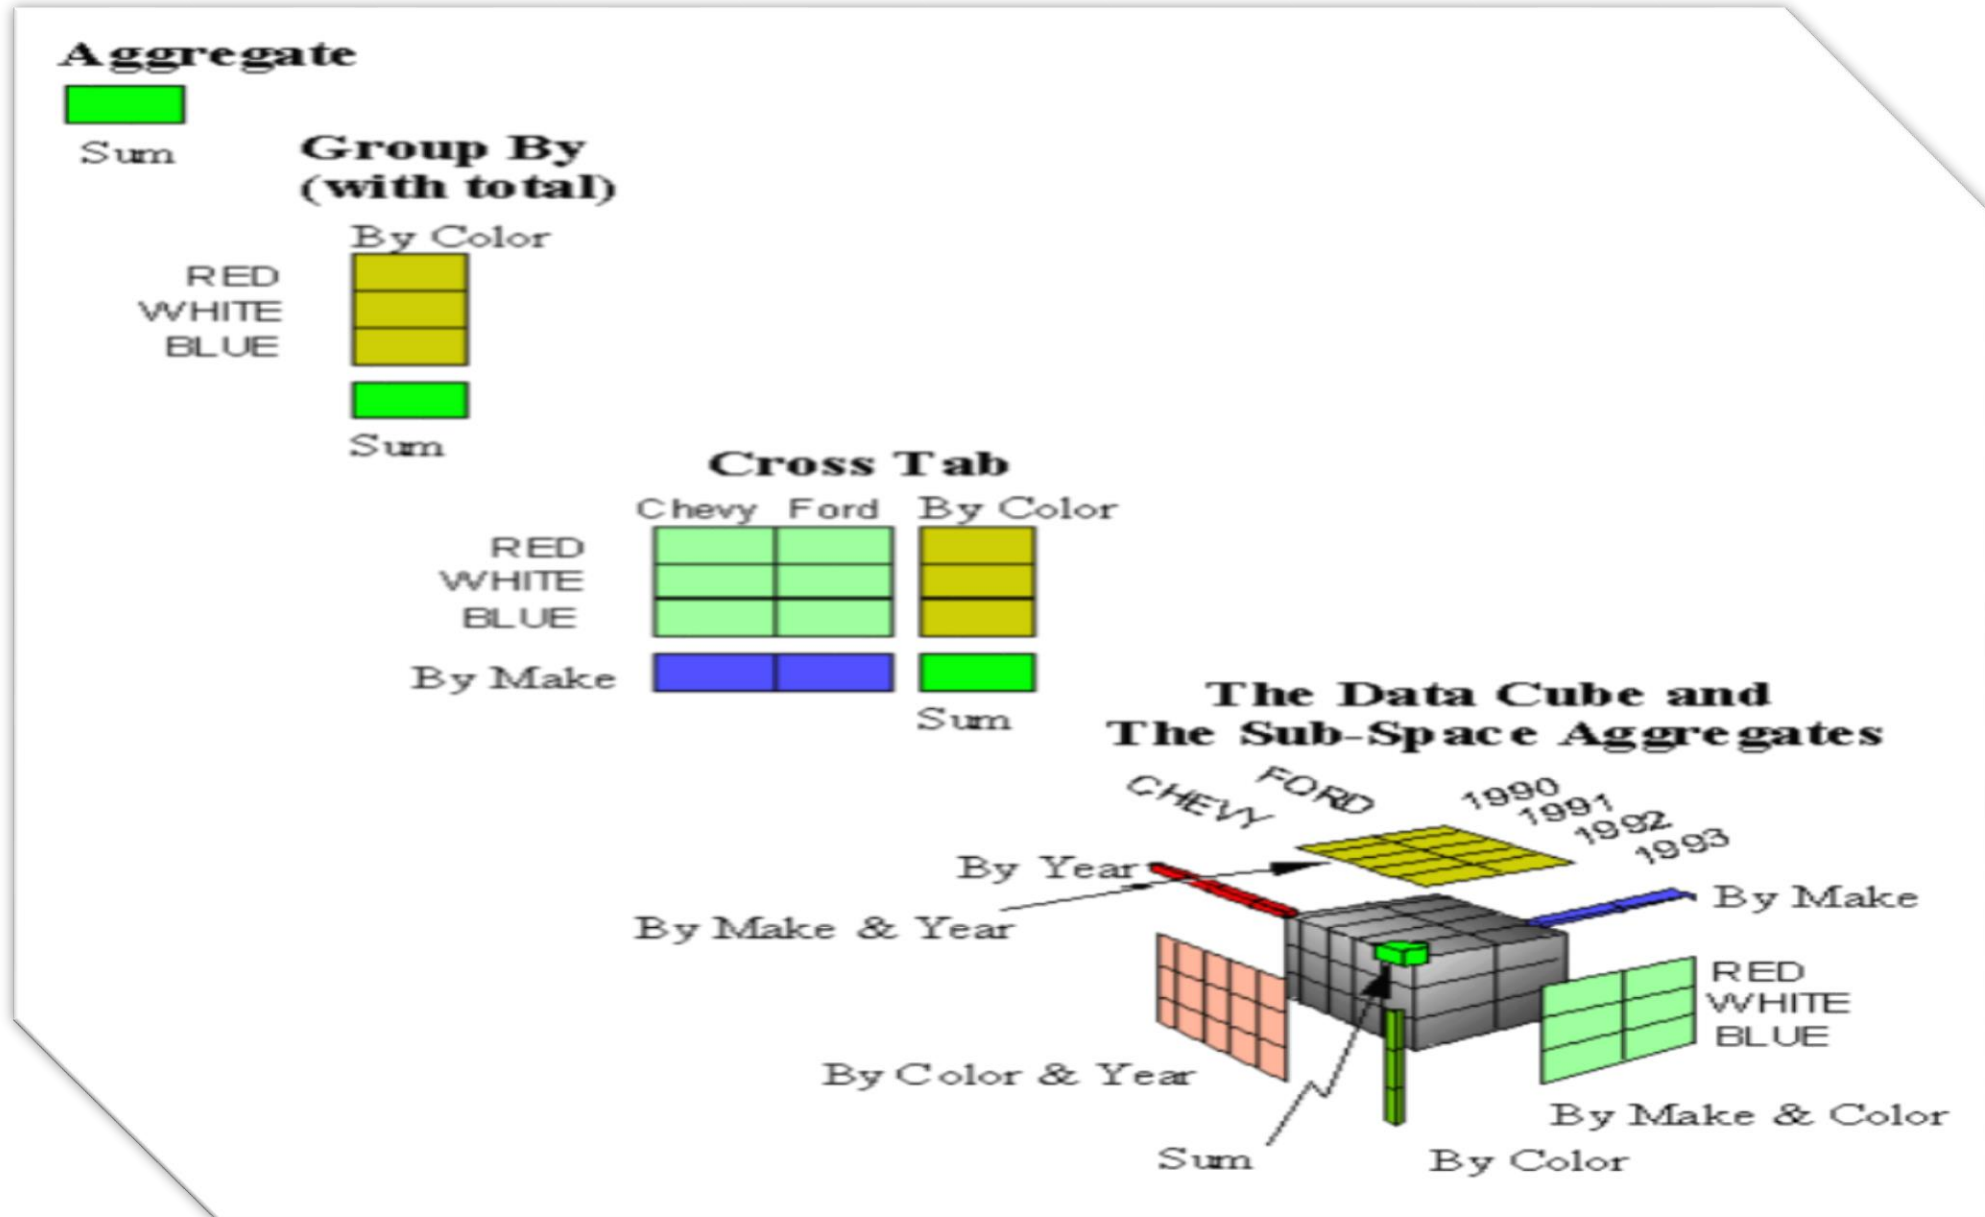 Aggregate
Sum
Group By
(with total)
By Color
RED
WHITE
BLUE
Sum
Cross Tab
Chevy Ford By Color
RED
WHITE
BLUE
By Make
Sum
The Data Cube and
The Sub-Space Aggregates
CHEVY
FORD
1990
1991
1992
1993
By Year
By Make & Year
By Make
RED
WHITE
BLUE
By Color & Year
By Make & Color
Sum
By Color